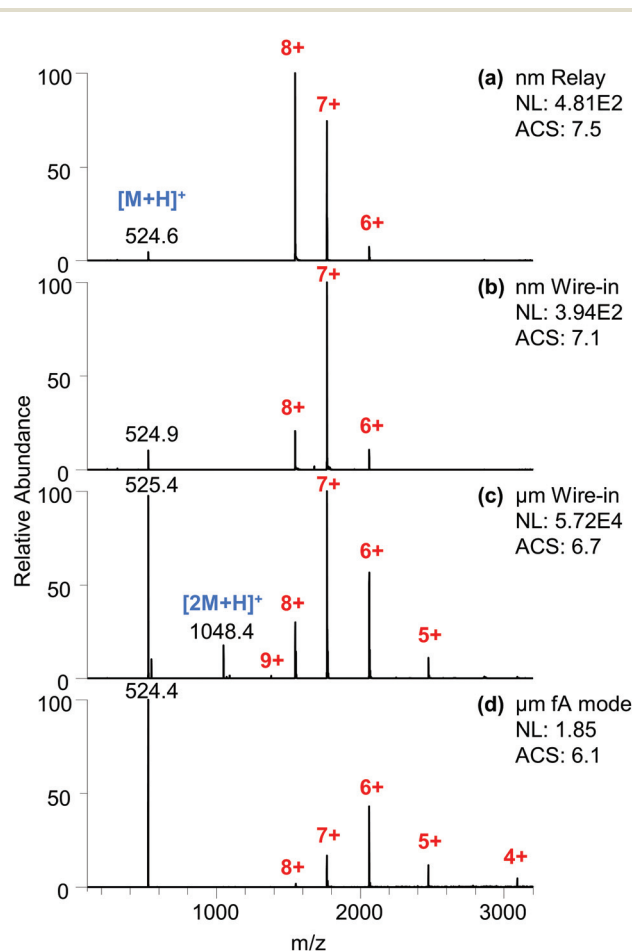 8+
100
(a) nm Relay
7+
NL: 4.81E2
ACS: 7.5
50
[M+H]+
6+
524.6
0
100
7+
(b) nm Wire-in
NL: 3.94E2
ACS: 7.1
50
8+
6+
524.9
0
525.4
100
7+
(c) µm Wire-in
NL: 5.72E4
6+
ACS: 6.7
50
[2M+H]+
8+
1048.4
5+
9+
0
524.4
100
(d) µm fA mode
NL: 1.85
ACS: 6.1
50
6+
7+
5+
8+
4+
0
Relative Abundance
1000
2000
3000
m/z